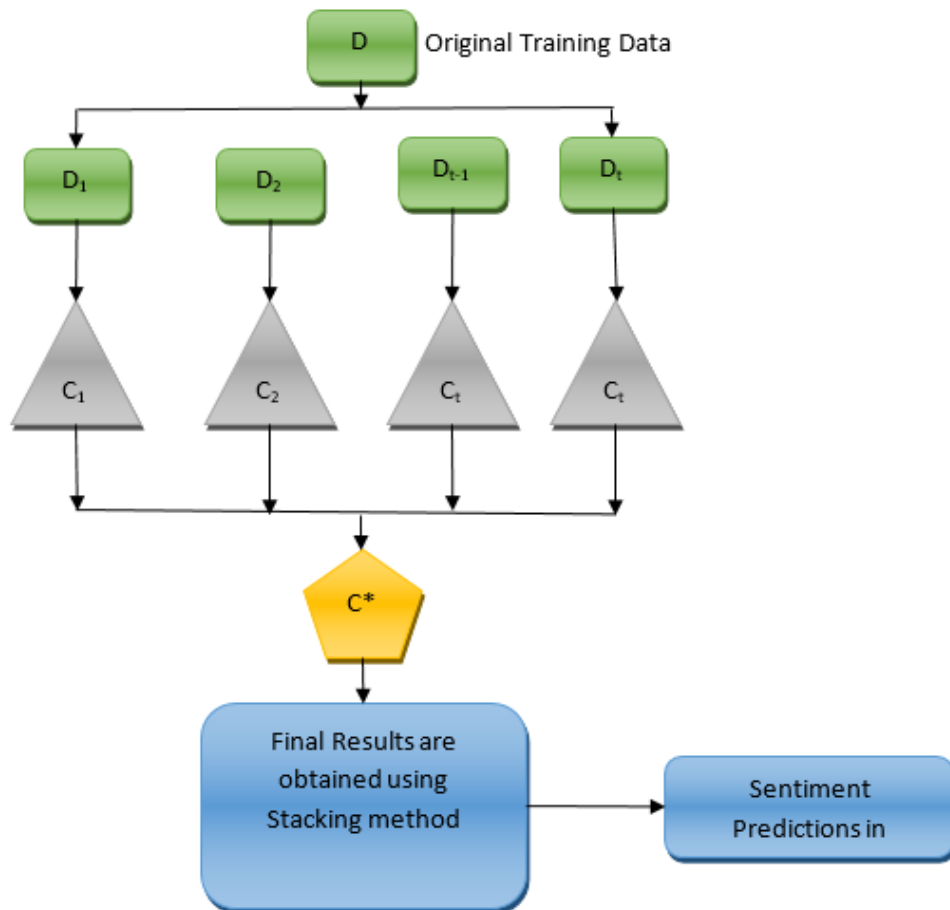 D Original Training Data
D₁ D₂ Dₜ₋₁ Dₜ
C₁ C₂ Cₜ Cₜ
C*
Final Results are
obtained using
Stacking method
Sentiment
Predictions in